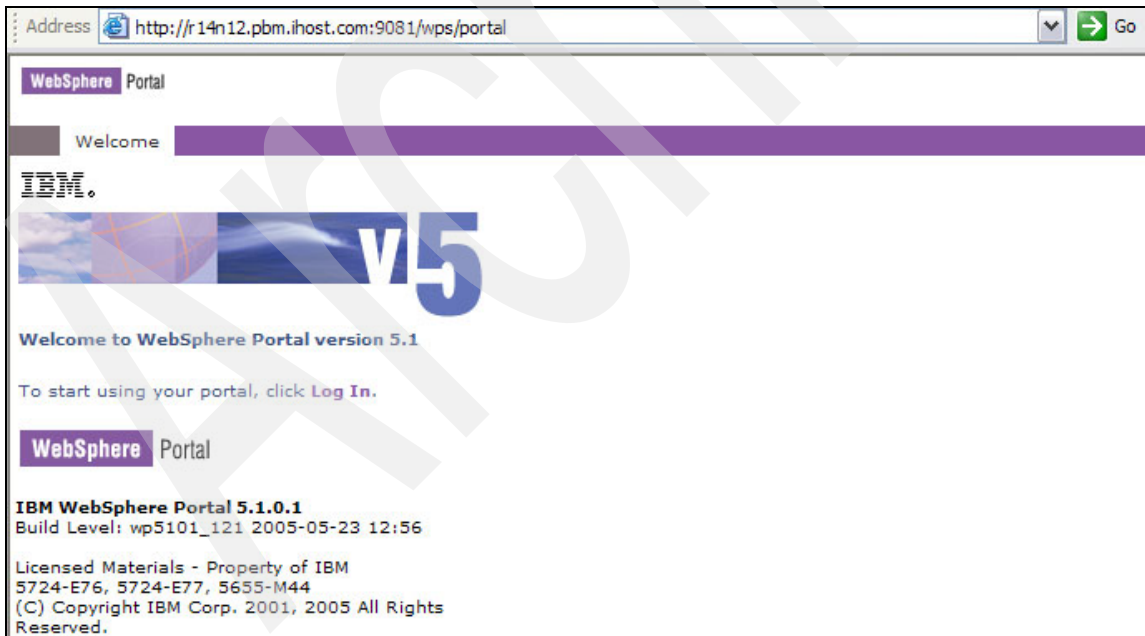 Address http://r14n12.pbm.ihost.com:9081/wps/portal Go
WebSphere Portal
Welcome
IBM.
v5
Welcome to WebSphere Portal version 5.1
To start using your portal, click Log In.
WebSphere Portal
IBM WebSphere Portal 5.1.0.1
Build Level: wp5101_121 2005-05-23 12:56
Licensed Materials - Property of IBM
5724-E76, 5724-E77, 5655-M44
(C) Copyright IBM Corp. 2001, 2005 All Rights
Reserved.